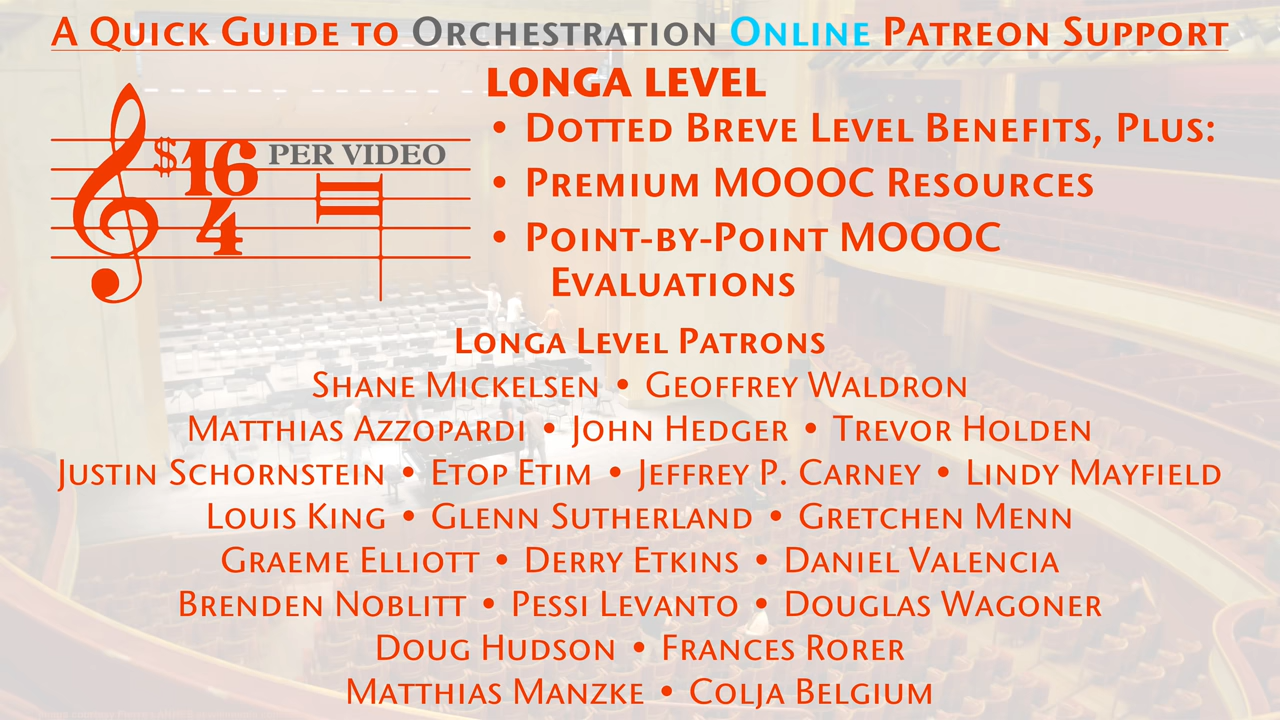 A Quick Guide to Orchestration Online Patreon Support
LONGA LEVEL
$16 PER VIDEO
4
• Dotted Breve Level Benefits, Plus:
• Premium MOOOC Resources
• Point-by-Point MOOOC
Evaluations
Longa Level Patrons
Shane Mickelsen • Geoffrey Waldron
Matthias Azzopardi • John Hedger • Trevor Holden
Justin Schornstein • Etop Etim • Jeffrey P. Carney • Lindy Mayfield
Louis King • Glenn Sutherland • Gretchen Menn
Graeme Elliott • Derry Etkins • Daniel Valencia
Brenden Noblitt • Pessi Levanto • Douglas Wagoner
Doug Hudson • Frances Rorer
Matthias Manzke • Colja Belgium